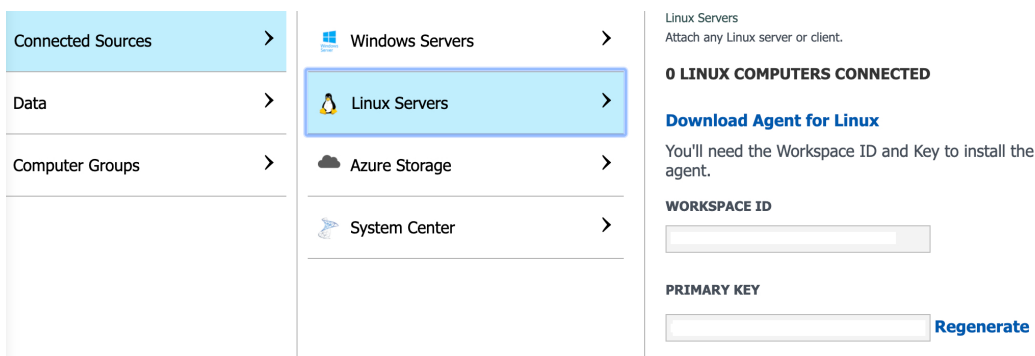 Connected Sources
Data
Computer Groups
Windows Servers
Linux Servers
Azure Storage
System Center
Linux Servers
Attach any Linux server or client.
0 LINUX COMPUTERS CONNECTED
Download Agent for Linux
You'll need the Workspace ID and Key to install the
agent.
WORKSPACE ID
PRIMARY KEY
Regenerate